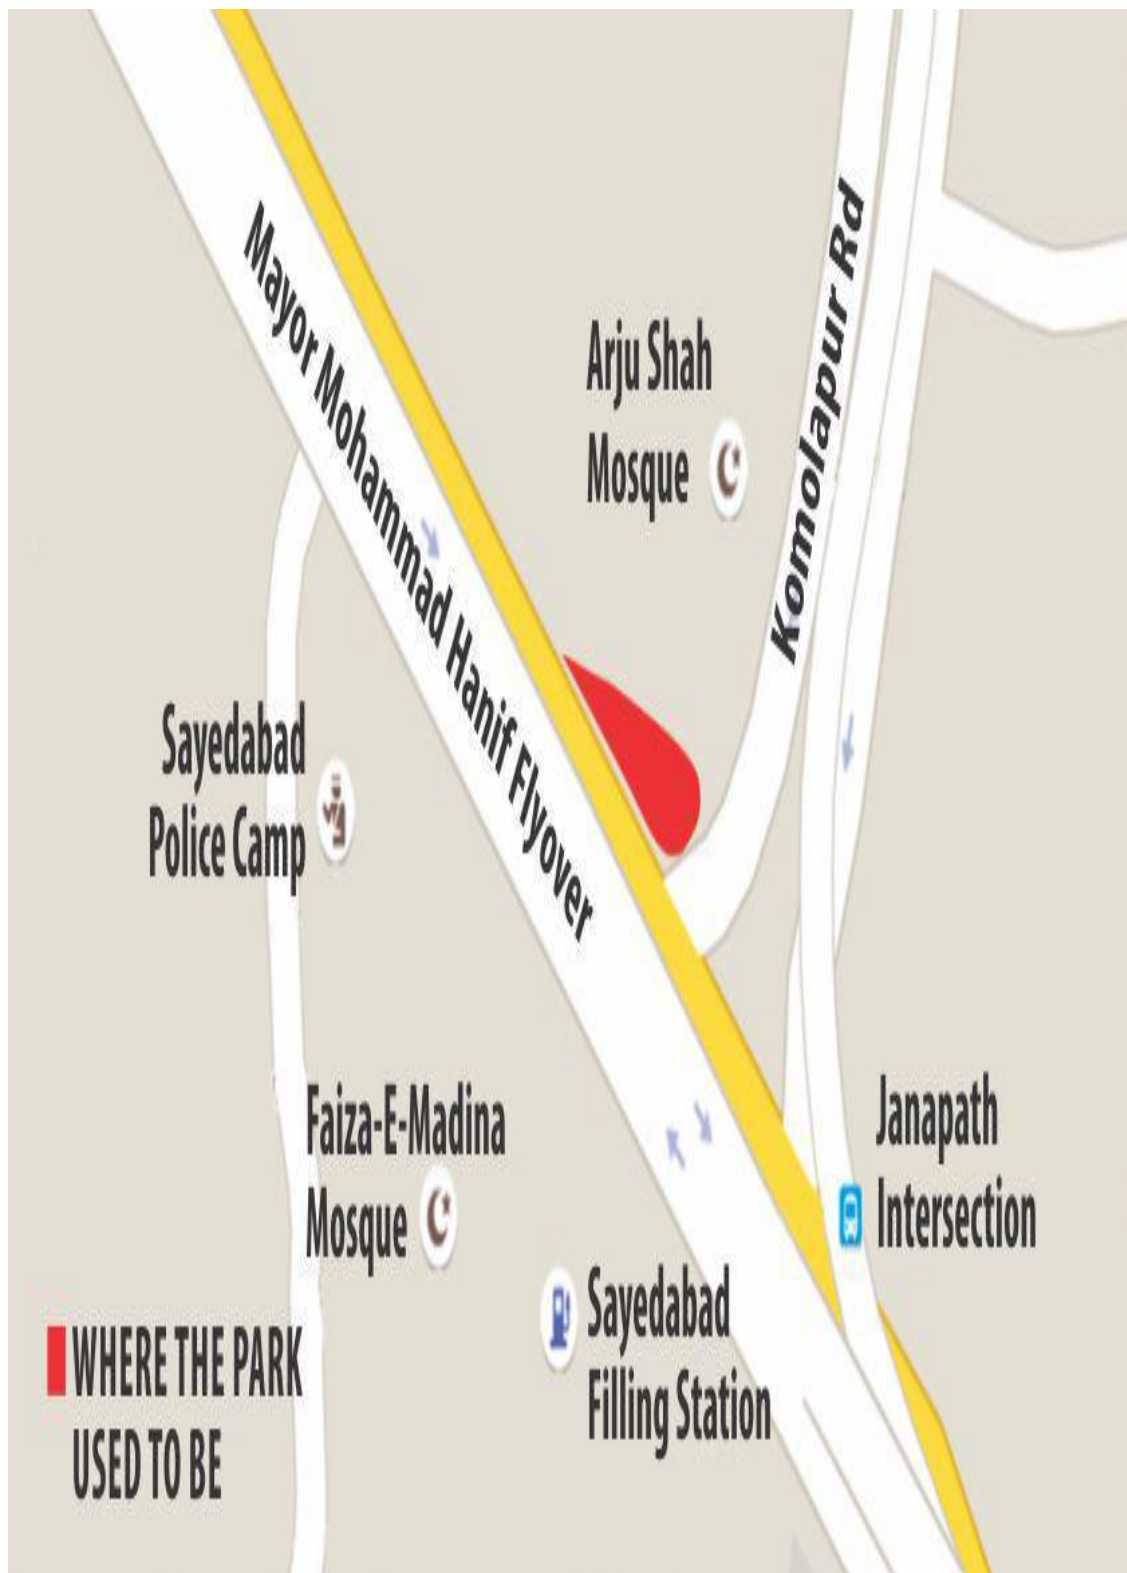 Mayor Mohammad Hanif Flyover
Komolapur Rd
Arju Shah
Mosque
Sayedabad
Police Camp
Faiza-E-Madina
Mosque
Janapath
Intersection
Sayedabad
Filling Station
WHERE THE PARK
USED TO BE